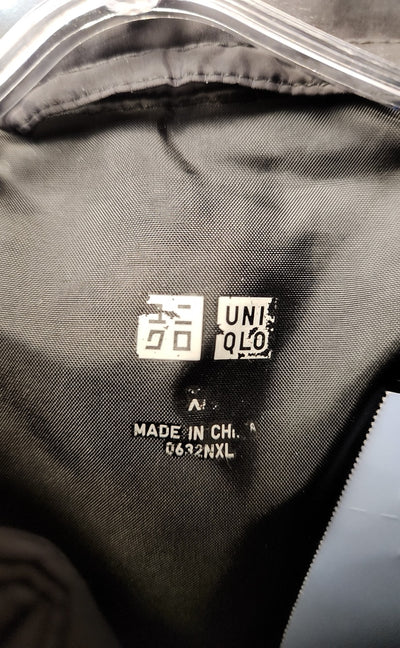 ユニ UNI
クロ QLO
MADE IN CHINA
0632NXL